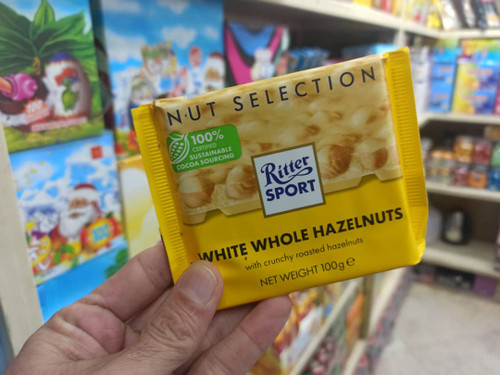 NUT SELECTION
100%
CERTIFIED
SUSTAINABLE
COCOA SOURCING
Ritter
SPORT
WHITE WHOLE HAZELNUTS
with crunchy roasted hazelnuts
NET WEIGHT 100g ℮